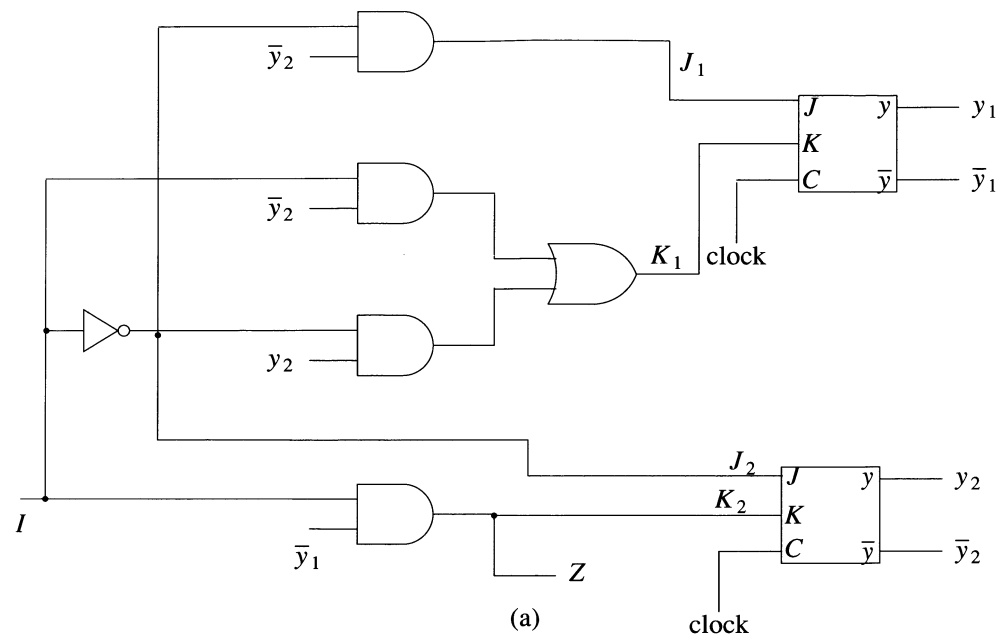 ȳ₂
J₁
J y y₁
K
C ȳ ȳ₁
ȳ₂
K₁
clock
y₂
J₂
J y y₂
K₂
K
I
C ȳ ȳ₂
ȳ₁
Z
clock
(a)